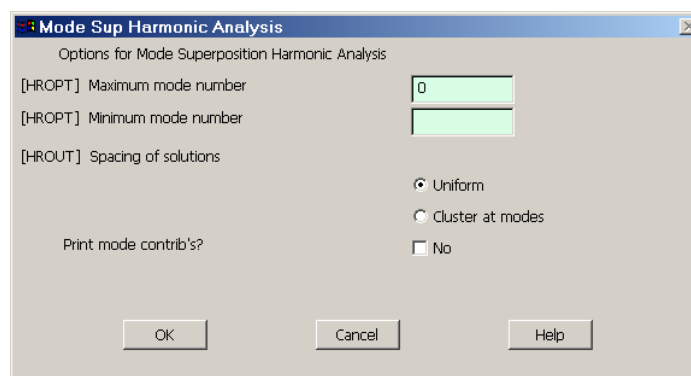 Mode Sup Harmonic Analysis
Options for Mode Superposition Harmonic Analysis
[HROPT] Maximum mode number 0
[HROPT] Minimum mode number
[HROUT] Spacing of solutions
Uniform
Cluster at modes
Print mode contrib's? No
OK Cancel Help